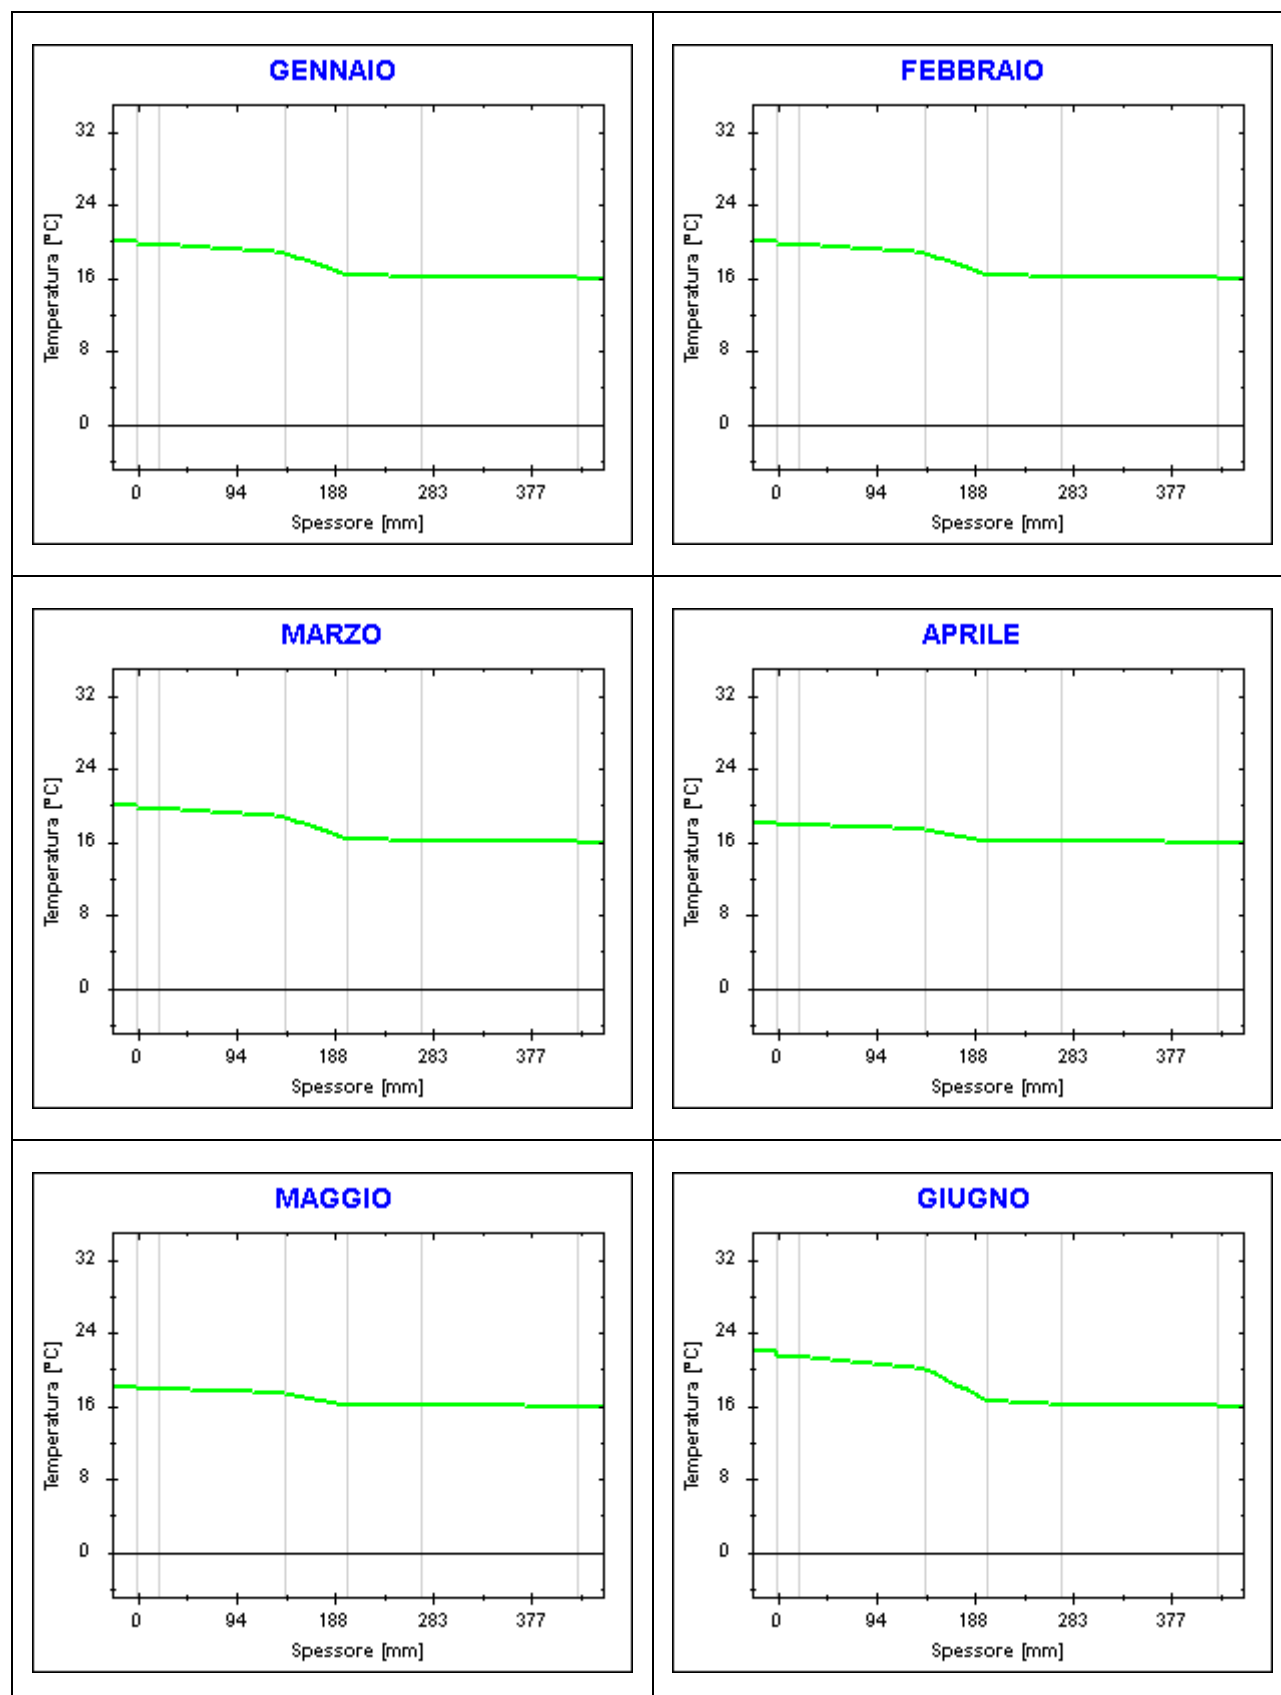 GENNAIO
32
24
16
8
0
Temperatura [°C]
0 94 188 283 377
Spessore [mm]
FEBBRAIO
32
24
16
8
0
Temperatura [°C]
0 94 188 283 377
Spessore [mm]
MARZO
32
24
16
8
0
Temperatura [°C]
0 94 188 283 377
Spessore [mm]
APRILE
32
24
16
8
0
Temperatura [°C]
0 94 188 283 377
Spessore [mm]
MAGGIO
32
24
16
8
0
Temperatura [°C]
0 94 188 283 377
Spessore [mm]
GIUGNO
32
24
16
8
0
Temperatura [°C]
0 94 188 283 377
Spessore [mm]